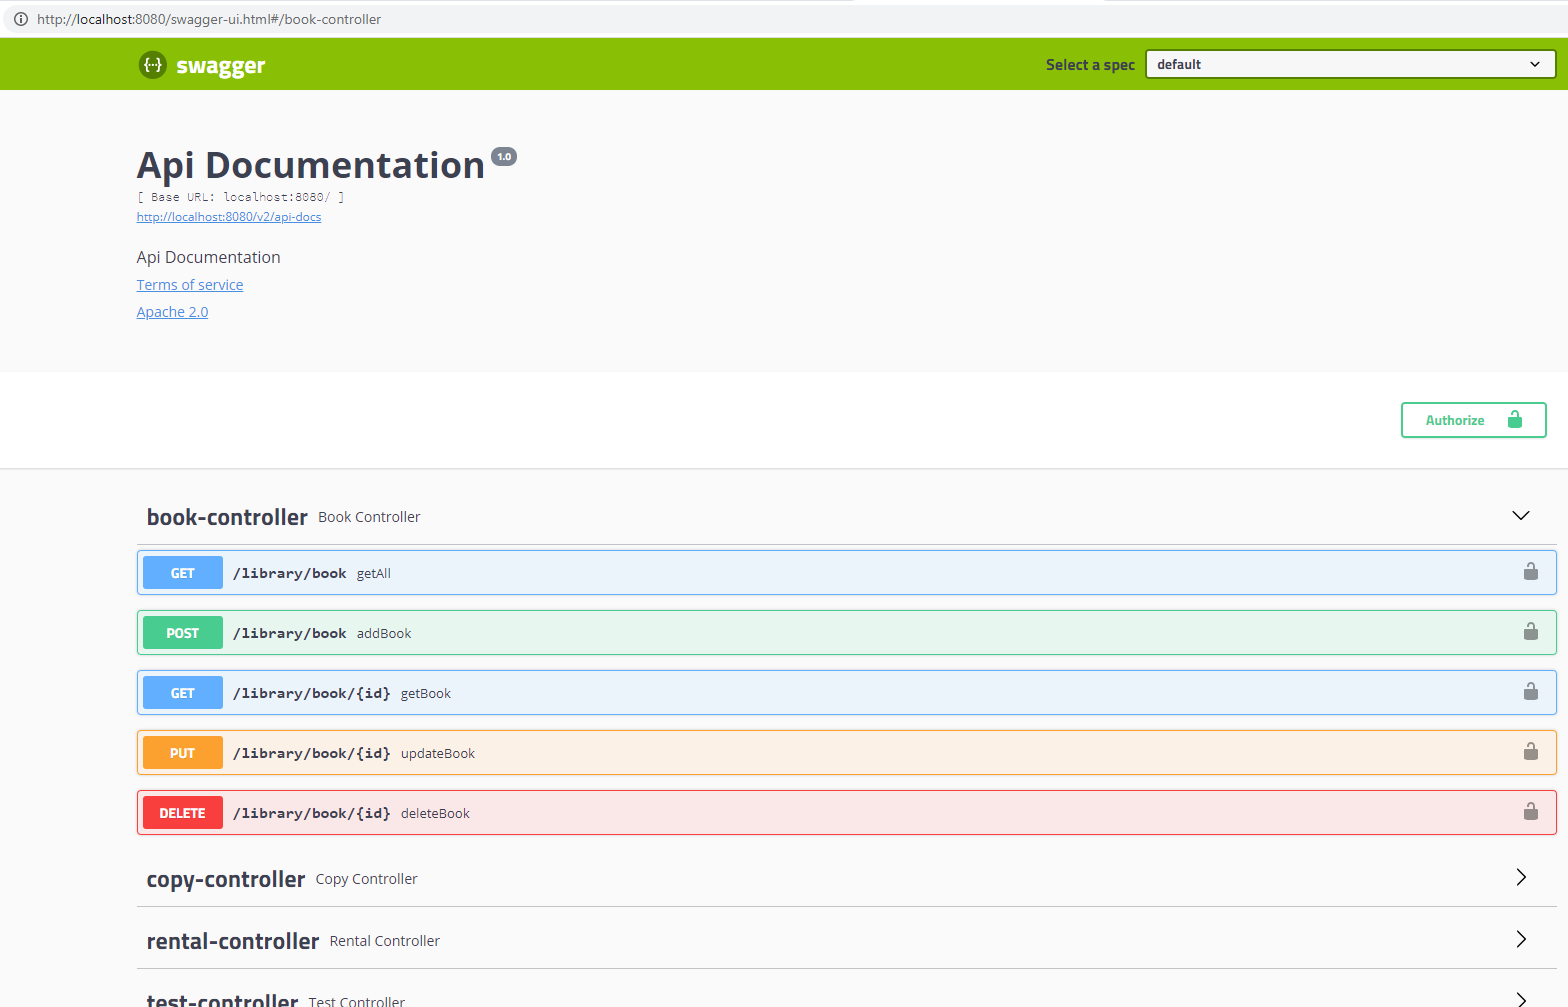 http://localhost:8080/swagger-ui.html#/book-controller
{··} swagger Select a spec default
Api Documentation 1.0
[ Base URL: localhost:8080/ ]
http://localhost:8080/v2/api-docs
Api Documentation
Terms of service
Apache 2.0
Authorize
book-controller Book Controller
GET /library/book getAll
POST /library/book addBook
GET /library/book/{id} getBook
PUT /library/book/{id} updateBook
DELETE /library/book/{id} deleteBook
copy-controller Copy Controller
rental-controller Rental Controller
test-controller Test Controller